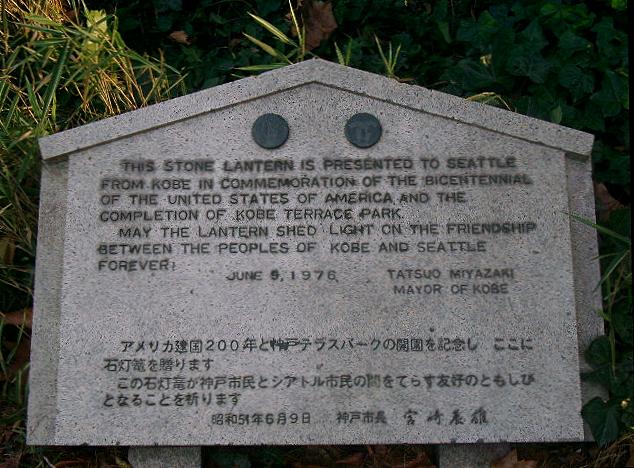 THIS STONE LANTERN IS PRESENTED TO SEATTLE
FROM KOBE IN COMMEMORATION OF THE BICENTENNIAL
OF THE UNITED STATES OF AMERICA AND THE
COMPLETION OF KOBE TERRACE PARK.
MAY THE LANTERN SHED LIGHT ON THE FRIENDSHIP
BETWEEN THE PEOPLES OF KOBE AND SEATTLE
FOREVER.
JUNE 9, 1976 TATSUO MIYAZAKI
MAYOR OF KOBE
アメリカ建国200年と神戸テラスパークの開園を記念し ここに
石灯篭を贈ります
この石灯篭が神戸市民とシアトル市民の間をてらす友好のともしび
となることを祈ります
昭和51年6月9日 神戸市長 宮崎辰雄